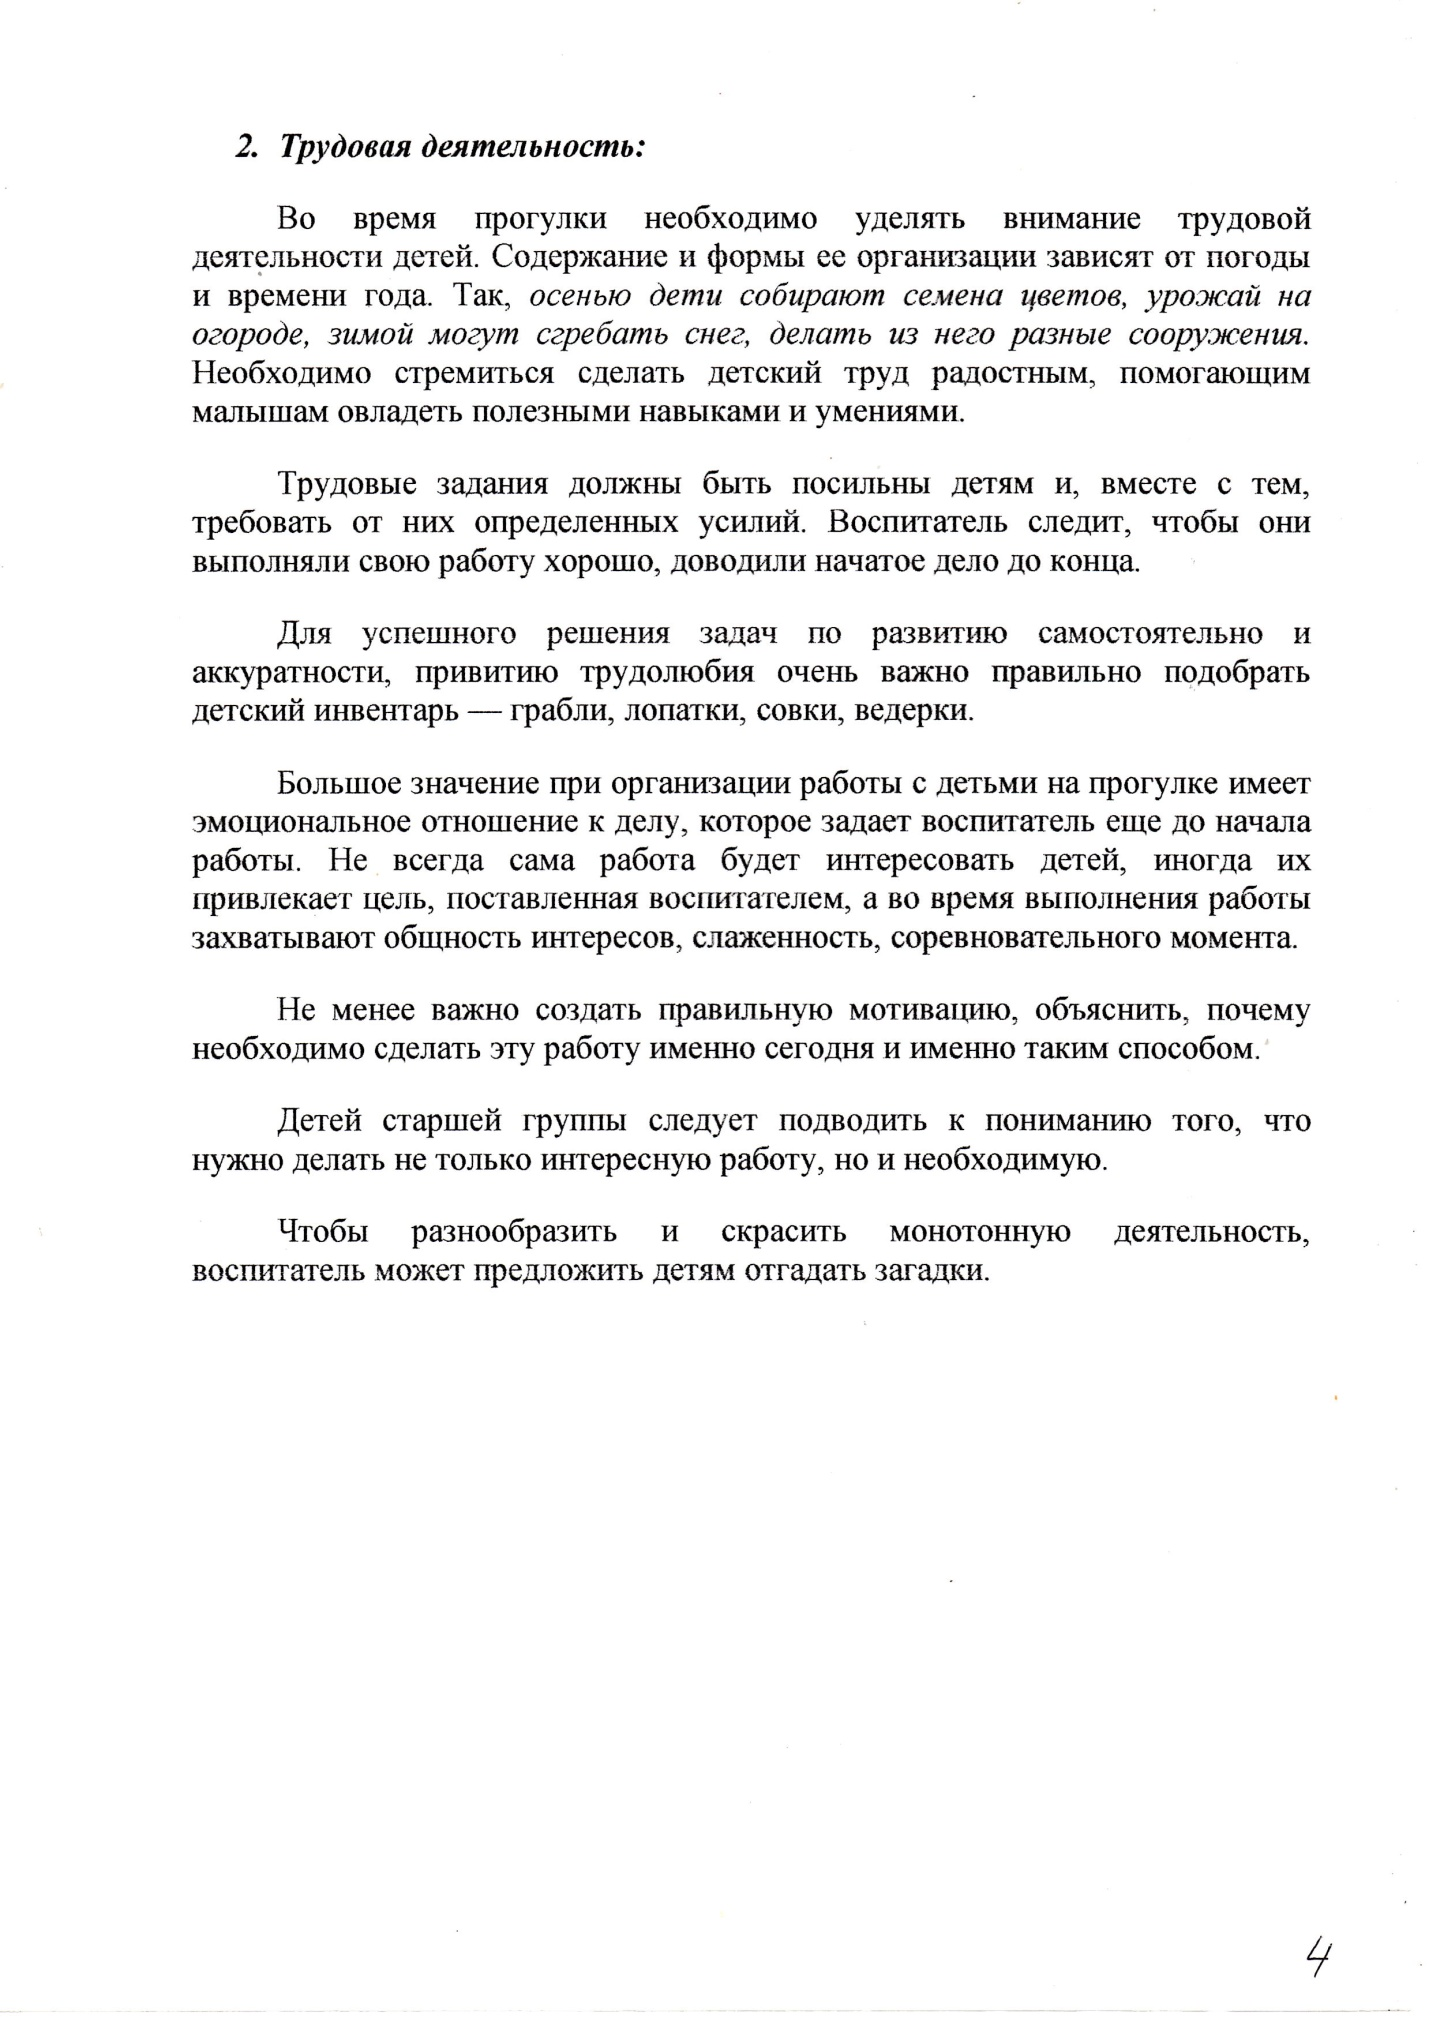 2. Трудовая деятельность:
Во время прогулки необходимо уделять внимание трудовой
деятельности детей. Содержание и формы ее организации зависят от погоды
и времени года. Так, осенью дети собирают семена цветов, урожай на
огороде, зимой могут сгребать снег, делать из него разные сооружения.
Необходимо стремиться сделать детский труд радостным, помогающим
малышам овладеть полезными навыками и умениями.
Трудовые задания должны быть посильны детям и, вместе с тем,
требовать от них определенных усилий. Воспитатель следит, чтобы они
выполняли свою работу хорошо, доводили начатое дело до конца.
Для успешного решения задач по развитию самостоятельно и
аккуратности, привитию трудолюбия очень важно правильно подобрать
детский инвентарь — грабли, лопатки, совки, ведерки.
Большое значение при организации работы с детьми на прогулке имеет
эмоциональное отношение к делу, которое задает воспитатель еще до начала
работы. Не всегда сама работа будет интересовать детей, иногда их
привлекает цель, поставленная воспитателем, а во время выполнения работы
захватывают общность интересов, слаженность, соревновательного момента.
Не менее важно создать правильную мотивацию, объяснить, почему
необходимо сделать эту работу именно сегодня и именно таким способом.
Детей старшей группы следует подводить к пониманию того, что
нужно делать не только интересную работу, но и необходимую.
Чтобы разнообразить и скрасить монотонную деятельность,
воспитатель может предложить детям отгадать загадки.
4